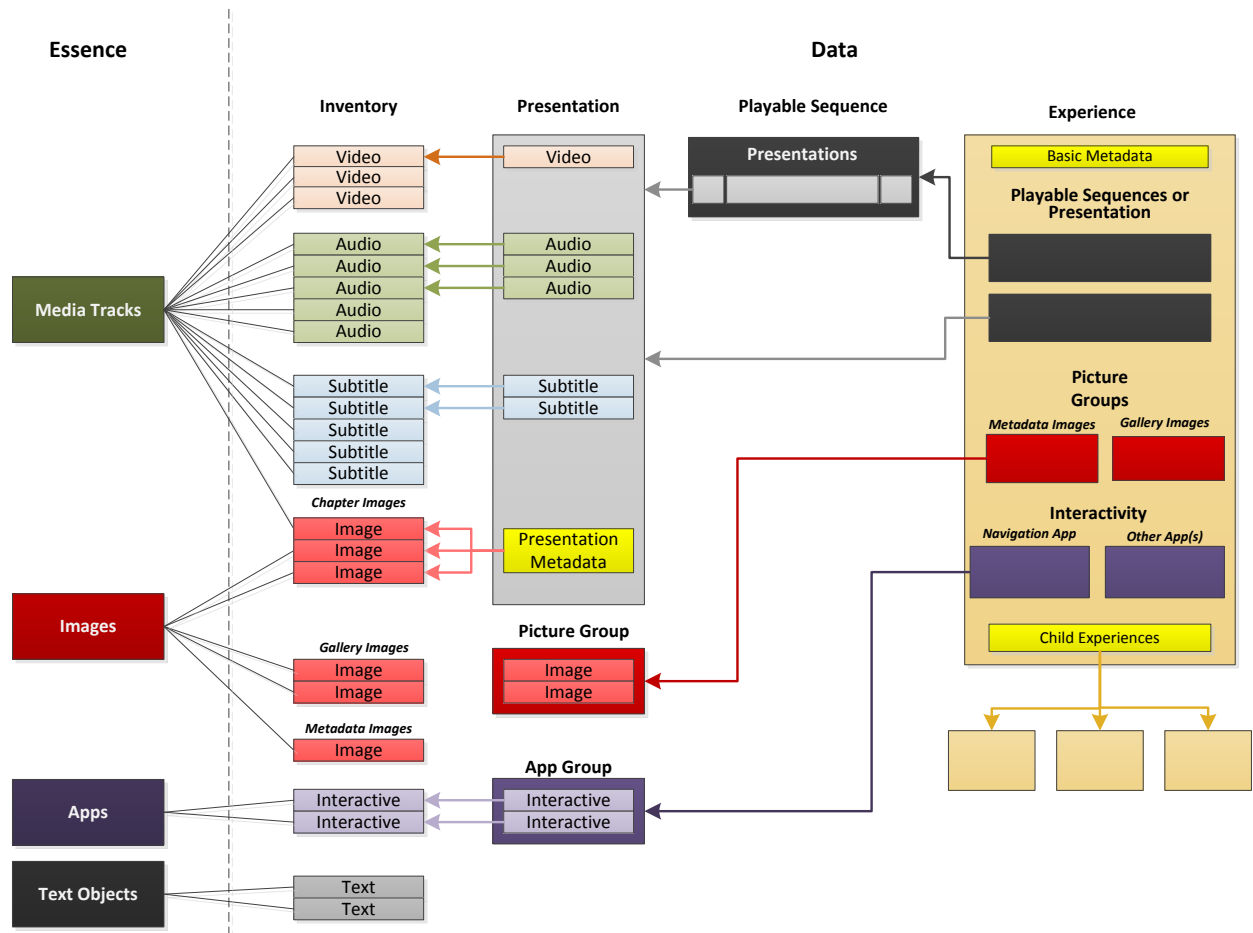 Essence
Data
Inventory
Presentation
Playable Sequence
Experience
Media Tracks
Images
Apps
Text Objects
Video
Video
Video
Audio
Audio
Audio
Audio
Audio
Subtitle
Subtitle
Subtitle
Subtitle
Subtitle
Chapter Images
Image
Image
Image
Gallery Images
Image
Image
Metadata Images
Image
Interactive
Interactive
Text
Text
Video
Audio
Audio
Audio
Subtitle
Subtitle
Presentation
Metadata
Picture Group
Image
Image
App Group
Interactive
Interactive
Presentations
Basic Metadata
Playable Sequences or
Presentation
Picture
Groups
Metadata Images
Gallery Images
Interactivity
Navigation App
Other App(s)
Child Experiences